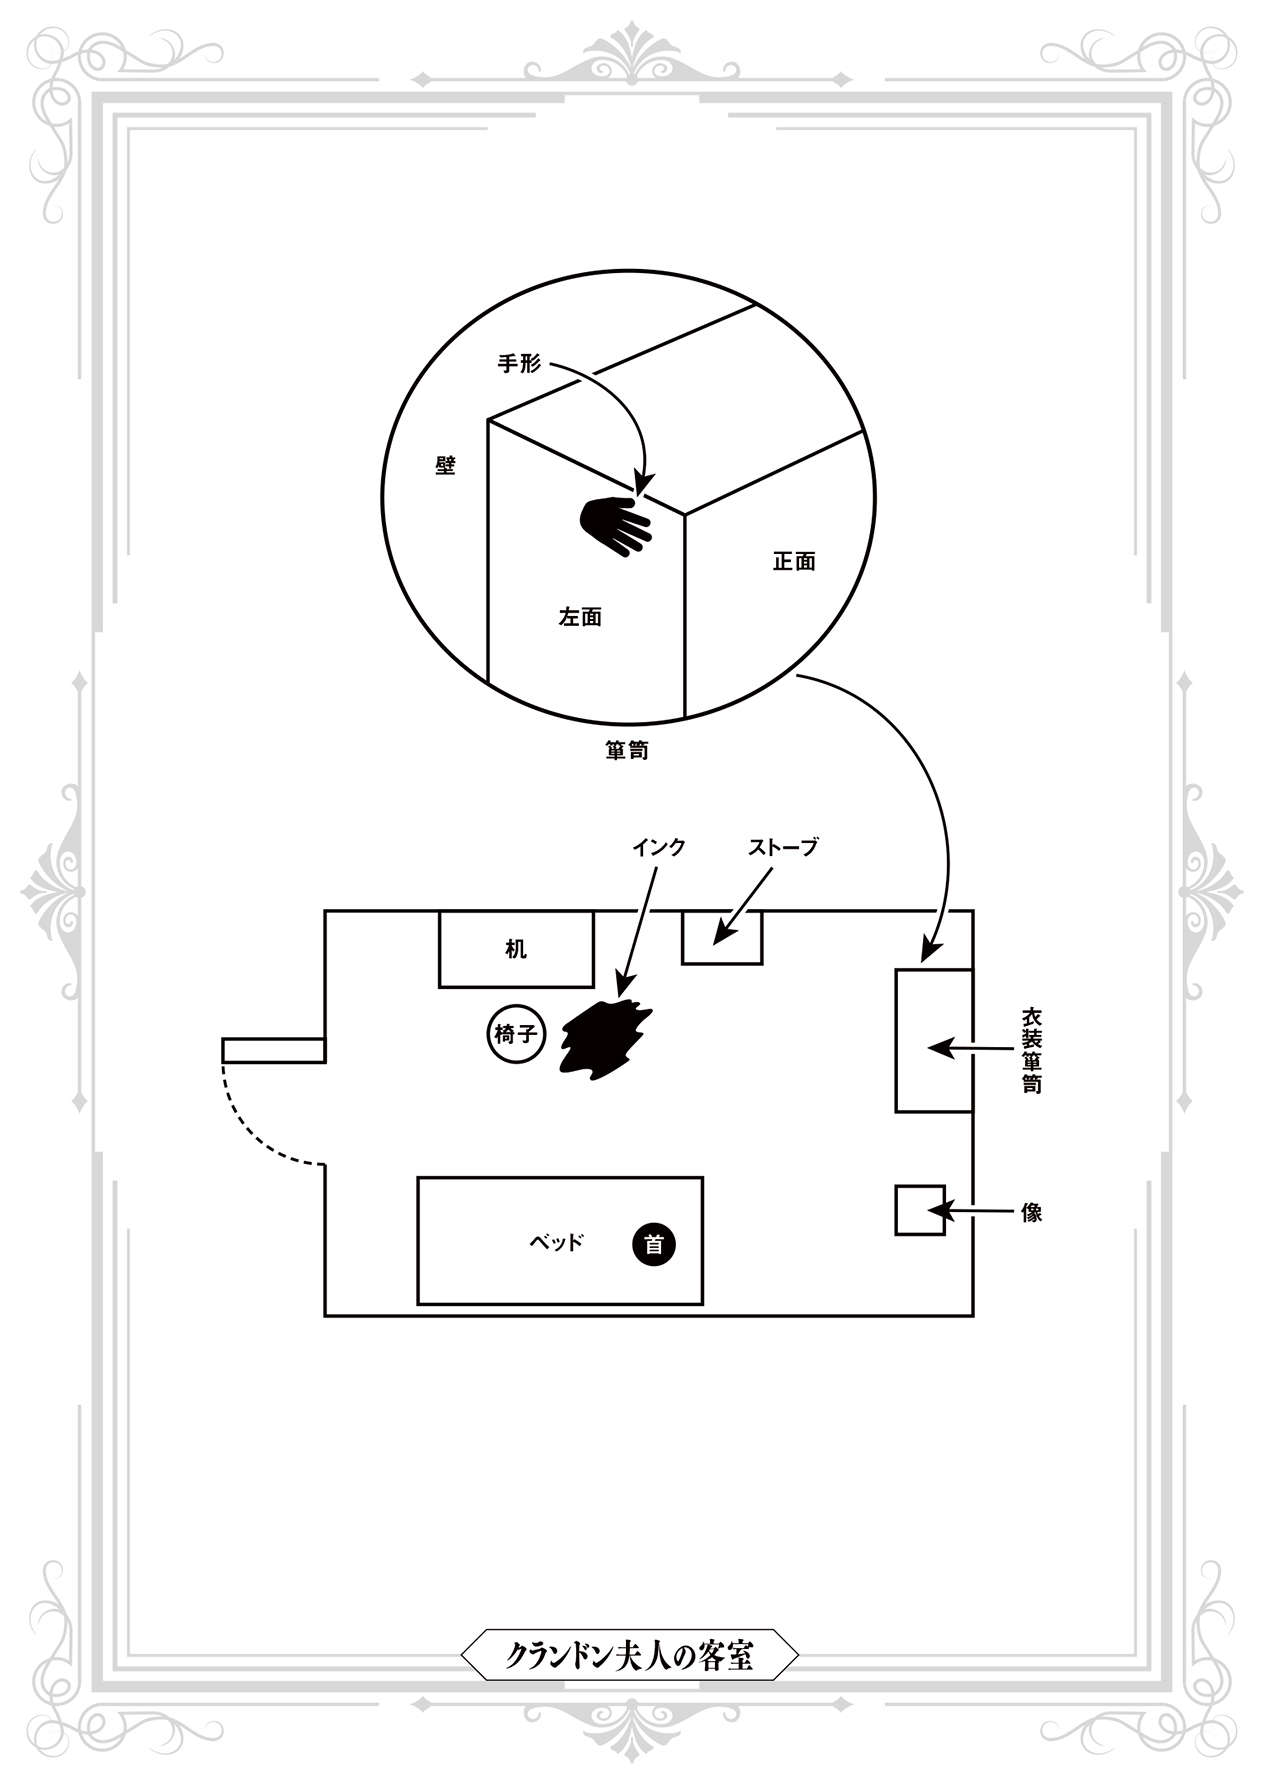 手形
壁
正面
左面
箪笥
インク
ストーブ
机
椅子
衣装箪笥
像
ベッド
首
クランドン夫人の客室